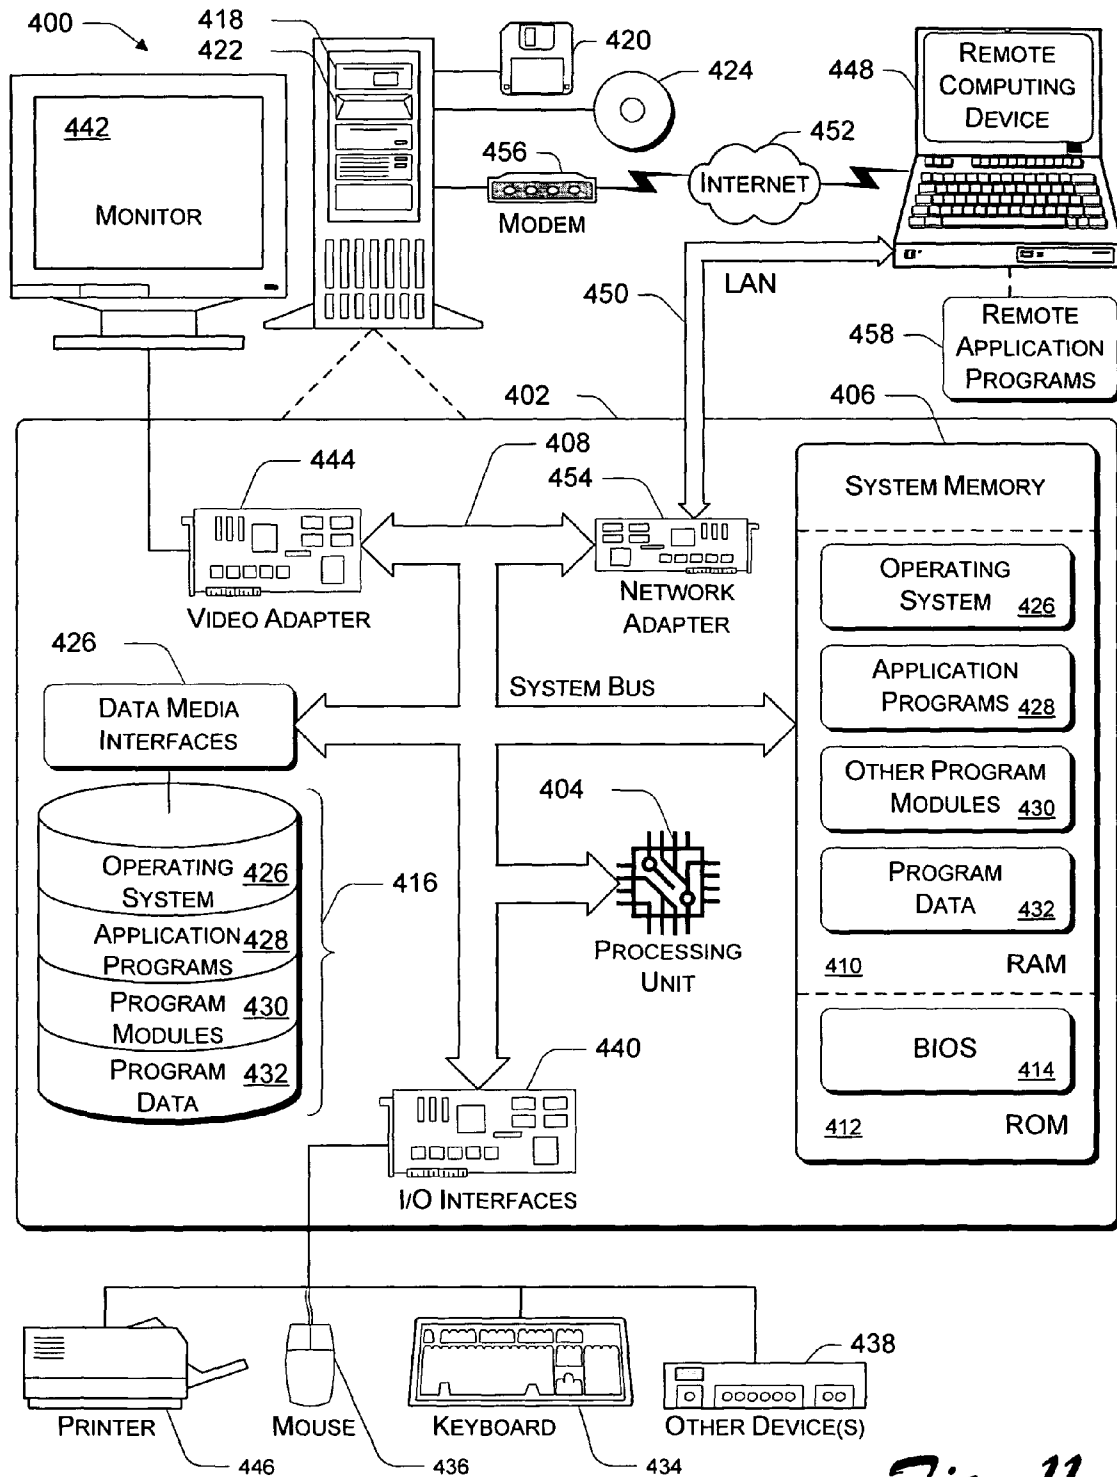 400
418
422
420
424
448
REMOTE
COMPUTING
DEVICE
442
MONITOR
456
MODEM
452
INTERNET
450
LAN
458
REMOTE
APPLICATION
PROGRAMS
402
406
444
408
454
SYSTEM MEMORY
VIDEO ADAPTER
NETWORK
ADAPTER
OPERATING
SYSTEM 426
426
DATA MEDIA
INTERFACES
SYSTEM BUS
APPLICATION
PROGRAMS 428
OTHER PROGRAM
MODULES 430
404
PROCESSING
UNIT
PROGRAM
DATA 432
410 RAM
OPERATING 426
SYSTEM
416
APPLICATION 428
PROGRAMS
PROGRAM 430
MODULES
PROGRAM 432
DATA
BIOS 414
412 ROM
440
I/O INTERFACES
438
PRINTER
MOUSE
KEYBOARD
OTHER DEVICE(S)
446
436
434
Fig. 11